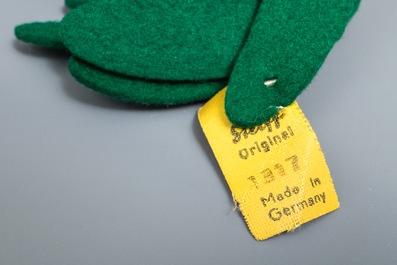 Steiff
Original
1317
Made in
Germany